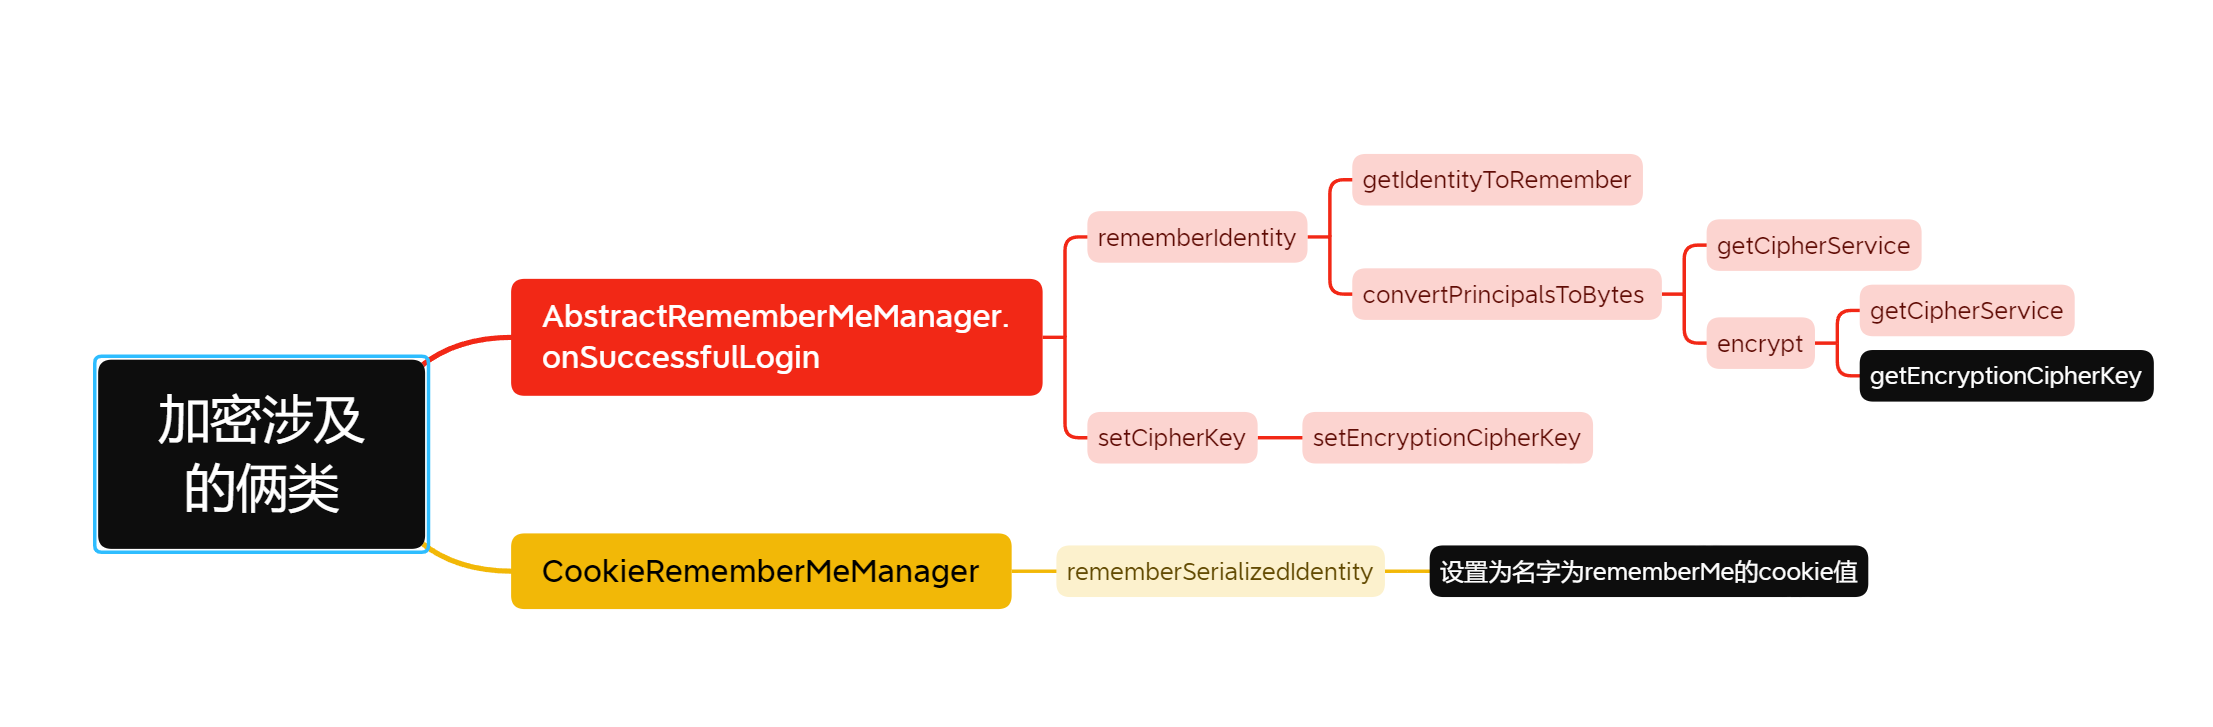 加密涉及
的俩类
AbstractRememberMeManager.
onSuccessfulLogin
rememberIdentity
getIdentityToRemember
convertPrincipalsToBytes
getCipherService
encrypt
getCipherService
getEncryptionCipherKey
setCipherKey
setEncryptionCipherKey
CookieRememberMeManager
rememberSerializedIdentity
设置为名字为rememberMe的cookie值